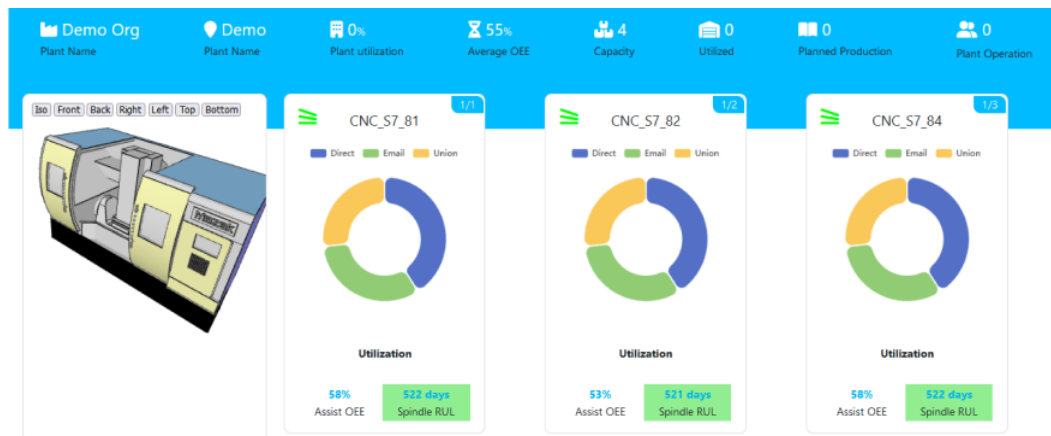 Demo Org
Plant Name
Demo
Plant Name
0%
Plant utilization
55%
Average OEE
4
Capacity
0
Utilized
0
Planned Production
0
Plant Operation
Iso Front Back Right Left Top Bottom
Mazak
1/1
CNC_S7_81
Direct Email Union
Utilization
58%
Assist OEE
522 days
Spindle RUL
1/2
CNC_S7_82
Direct Email Union
Utilization
53%
Assist OEE
521 days
Spindle RUL
1/3
CNC_S7_84
Direct Email Union
Utilization
58%
Assist OEE
522 days
Spindle RUL